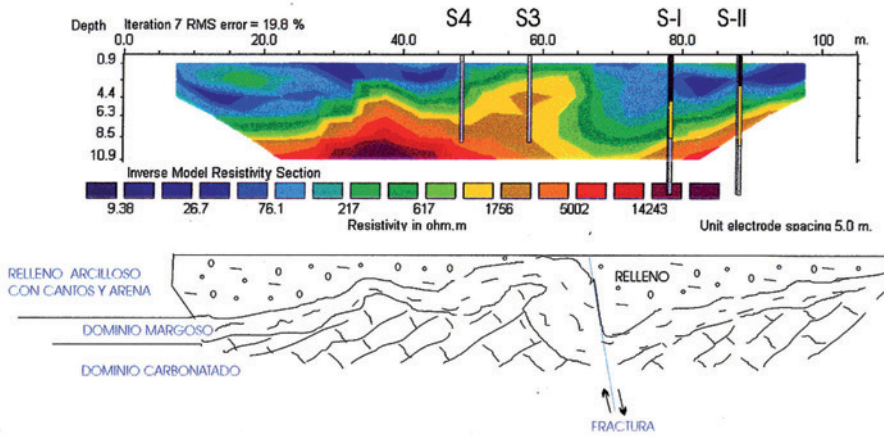 Depth Iteration 7 RMS error = 19.8 % S4 S3 S-I S-II
0.0 20.0 40.0 60.0 80.0 100 m.
0.9
4.4
6.3
8.5
10.9
Inverse Model Resistivity Section
9.38 26.7 76.1 217 617 1756 5002 14243
Resistivity in ohm.m Unit electrode spacing 5.0 m.
RELLENO ARCILLOSO
CON CANTOS Y ARENA
RELLENO
DOMINIO MARGOSO
DOMINIO CARBONATADO
FRACTURA